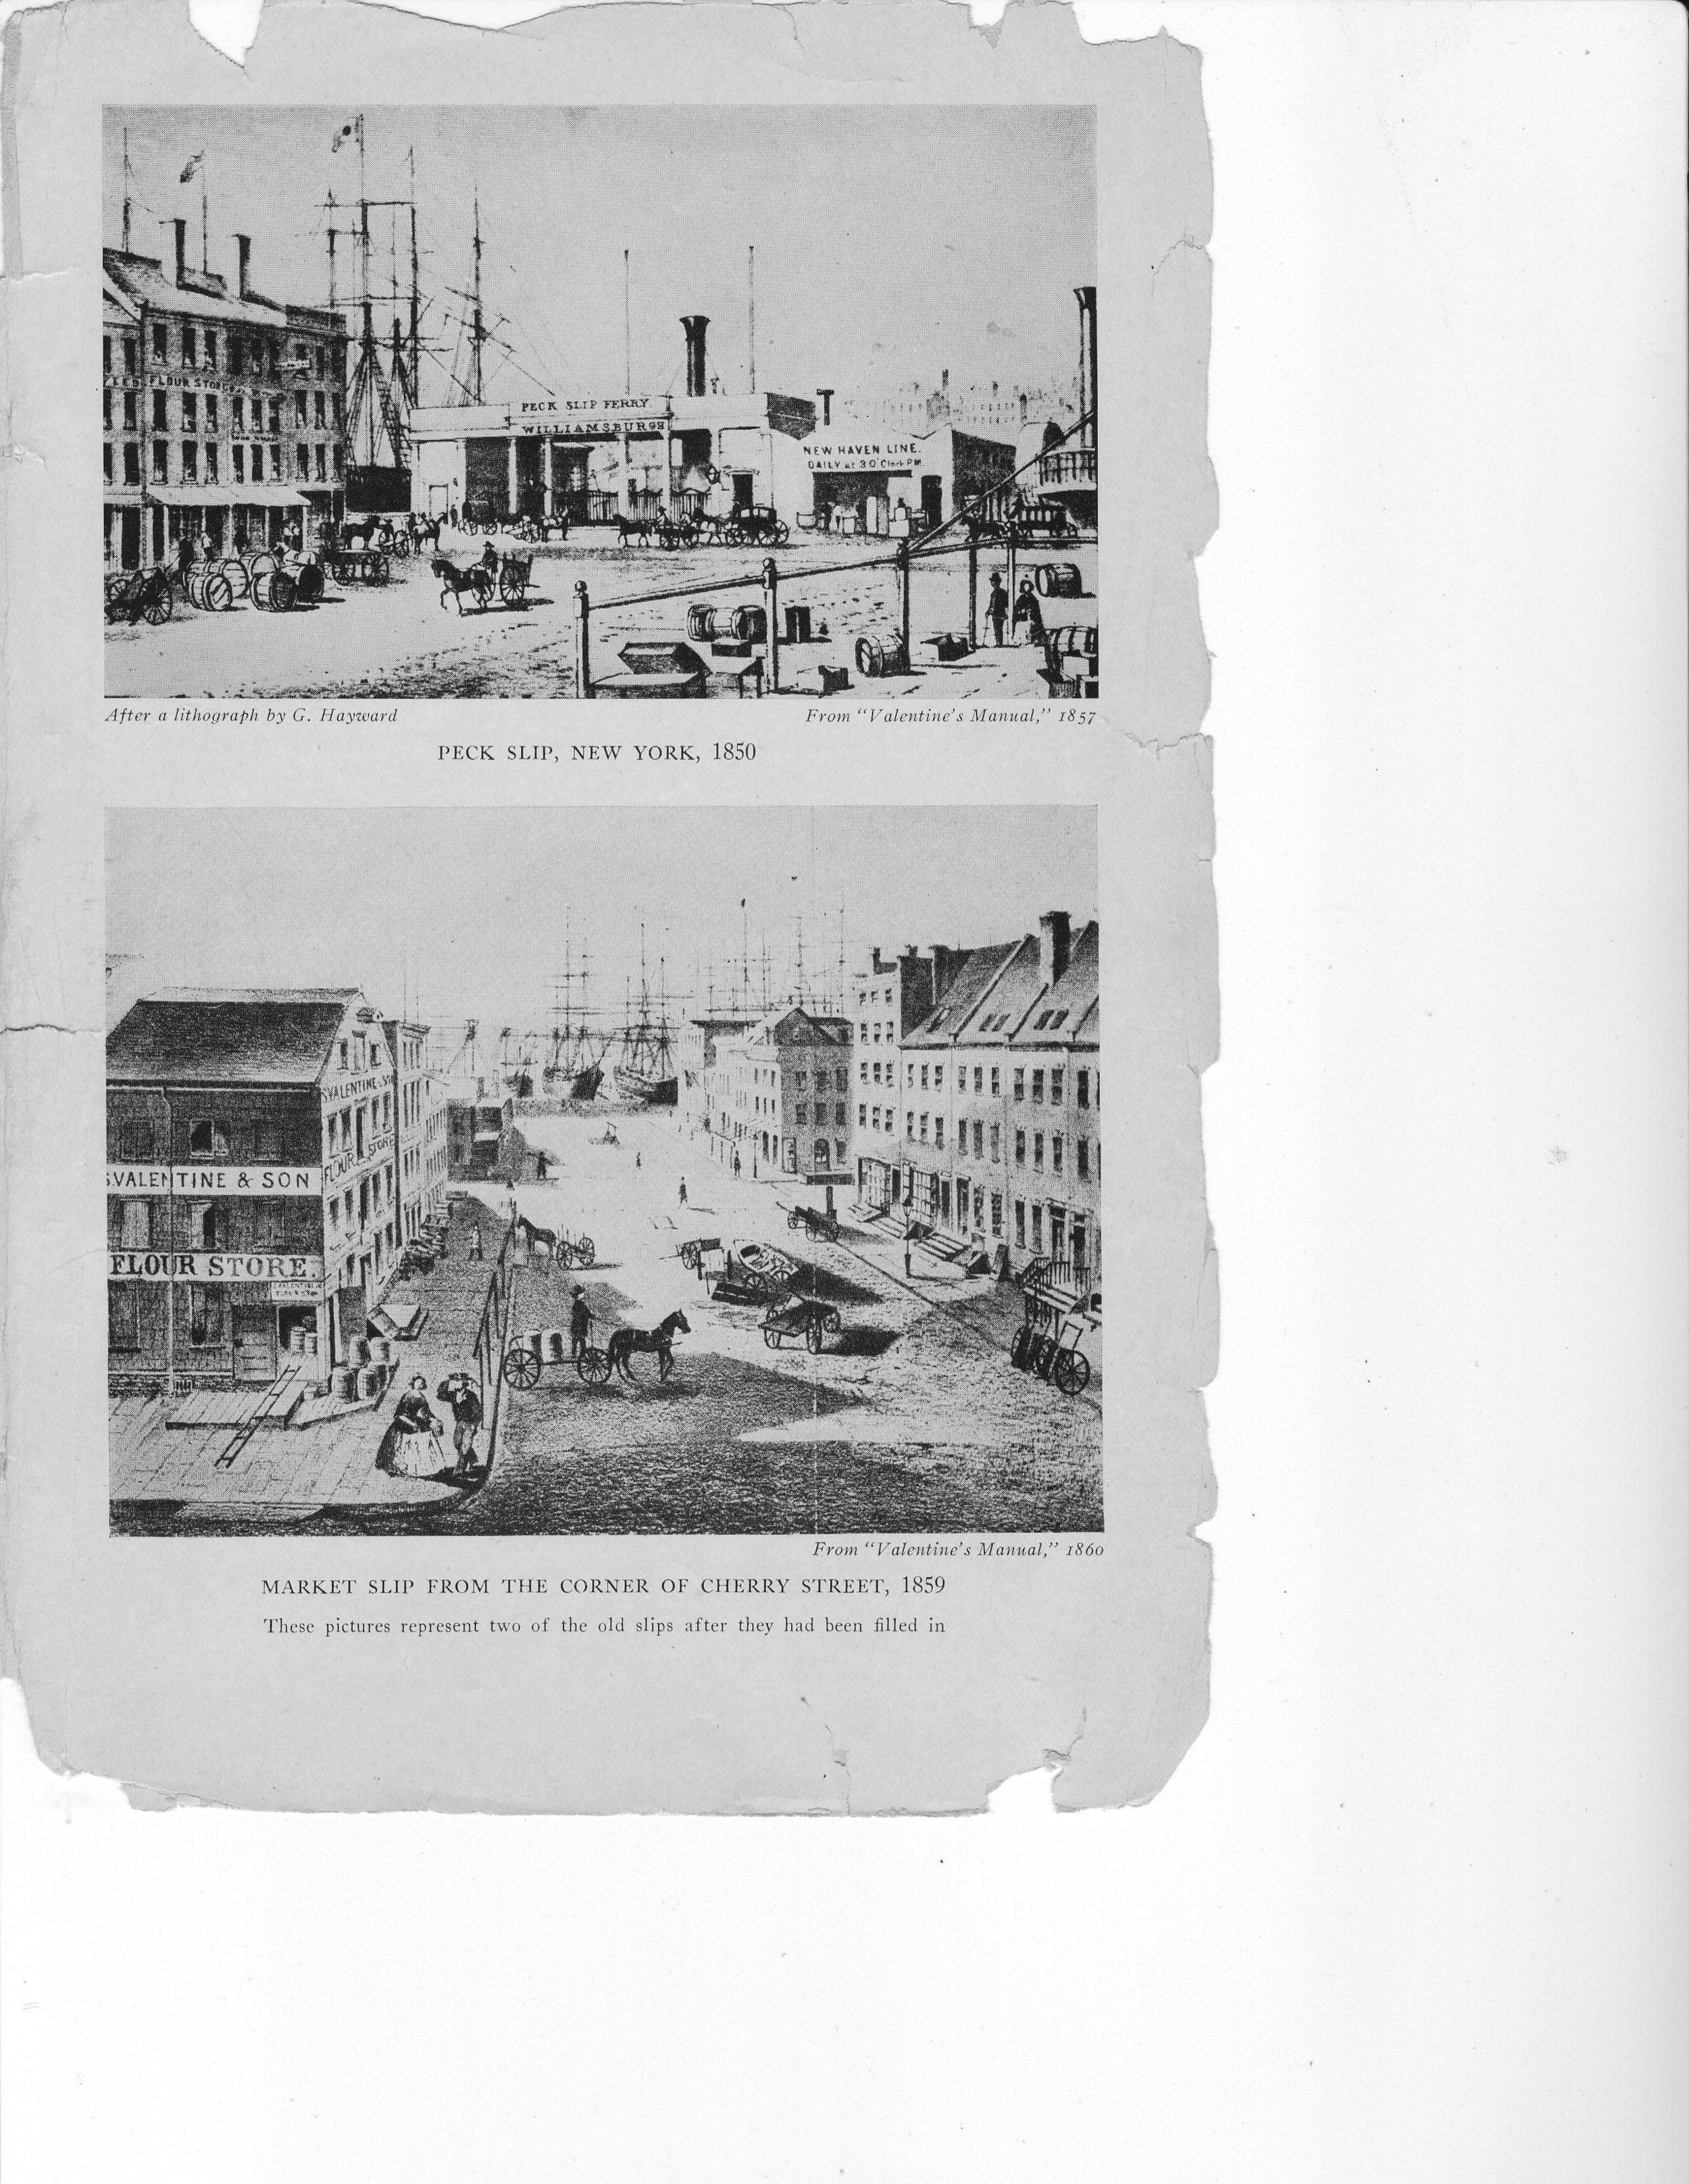 FLOUR STORE
PECK SLIP FERRY
WILLIAMSBURGH
NEW HAVEN LINE.
DAILY at 3 O'Clock P.M.
After a lithograph by G. Hayward
From “Valentine’s Manual,” 1857
PECK SLIP, NEW YORK, 1850
S.VALENTINE & SON
FLOUR STORE
S.VALENTINE & SON
FLOUR STORE.
From “Valentine’s Manual,” 1860
MARKET SLIP FROM THE CORNER OF CHERRY STREET, 1859
These pictures represent two of the old slips after they had been filled in